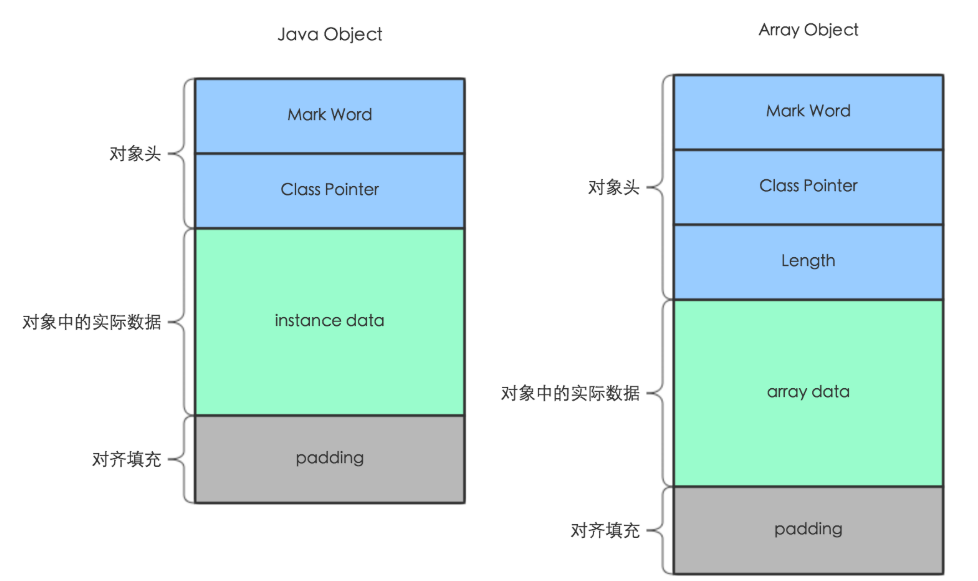 Java Object
对象头
Mark Word
Class Pointer
对象中的实际数据
instance data
对齐填充
padding
Array Object
对象头
Mark Word
Class Pointer
Length
对象中的实际数据
array data
对齐填充
padding